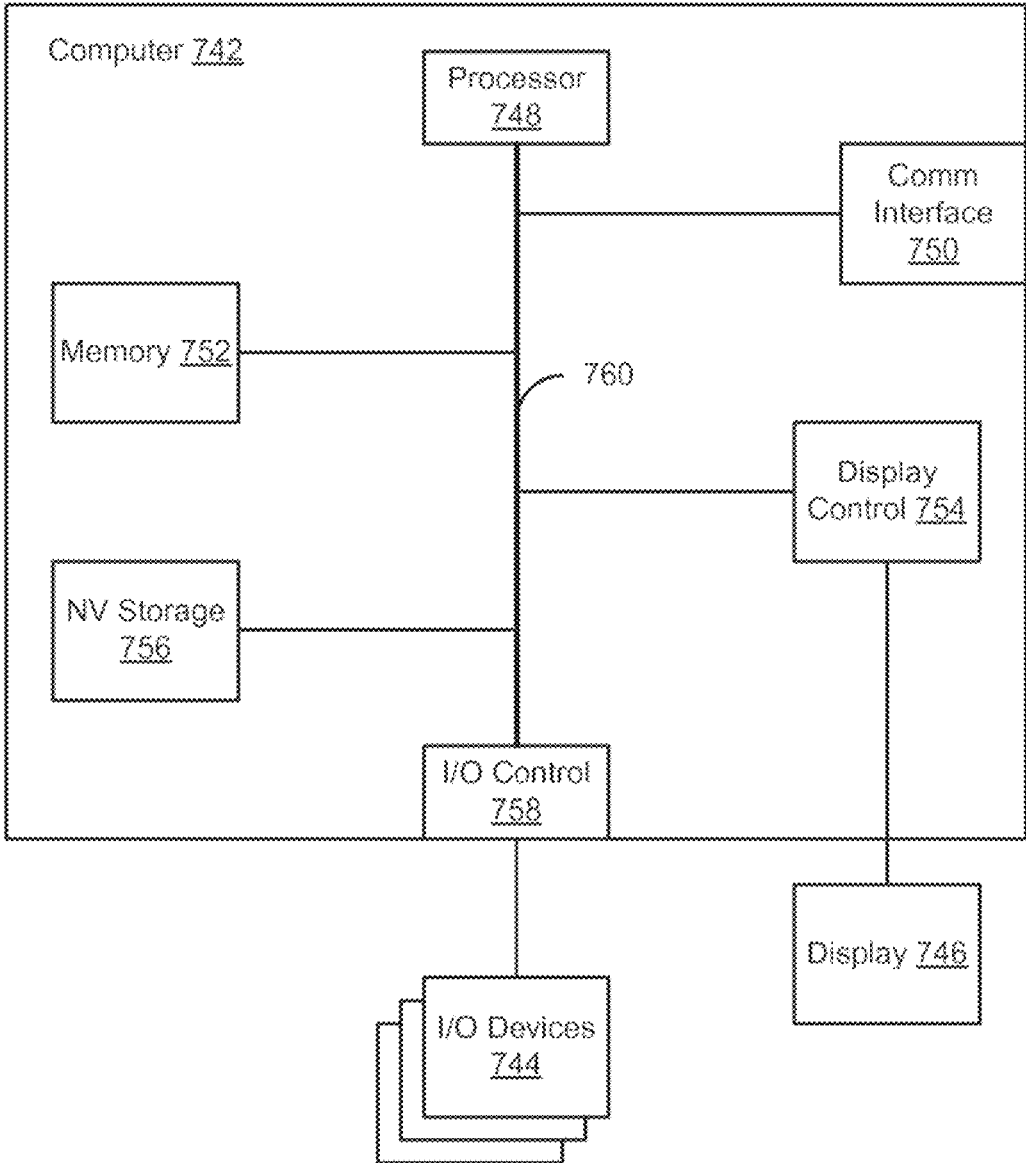 Computer 742
Processor
748
Comm
Interface
750
Memory 752
760
Display
Control 754
NV Storage
756
I/O Control
758
Display 746
I/O Devices
744